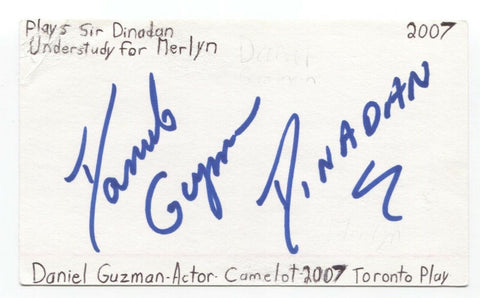 Plays Sir Dinadan 2007
Understudy for Merlyn
Daniel
Guzman
DINADAN
Daniel Guzman-Actor-Camelot-2007 Toronto Play